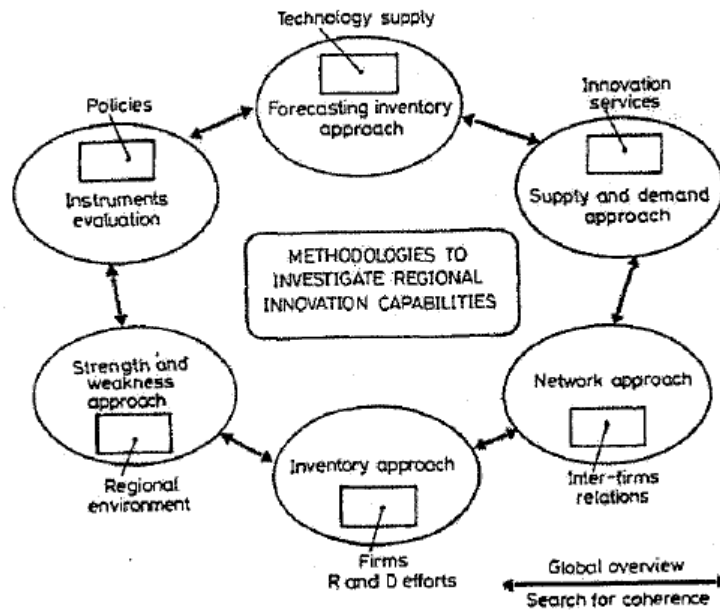 Technology supply
Forecasting inventory
approach
Policies
Instruments
evaluation
Innovation
services
Supply and demand
approach
METHODOLOGIES TO
INVESTIGATE REGIONAL
INNOVATION CAPABILITIES
Strength and
weakness
approach
Regional
environment
Network approach
Inter-firms
relations
Inventory approach
Firms
R and D efforts
Global overview
Search for coherence